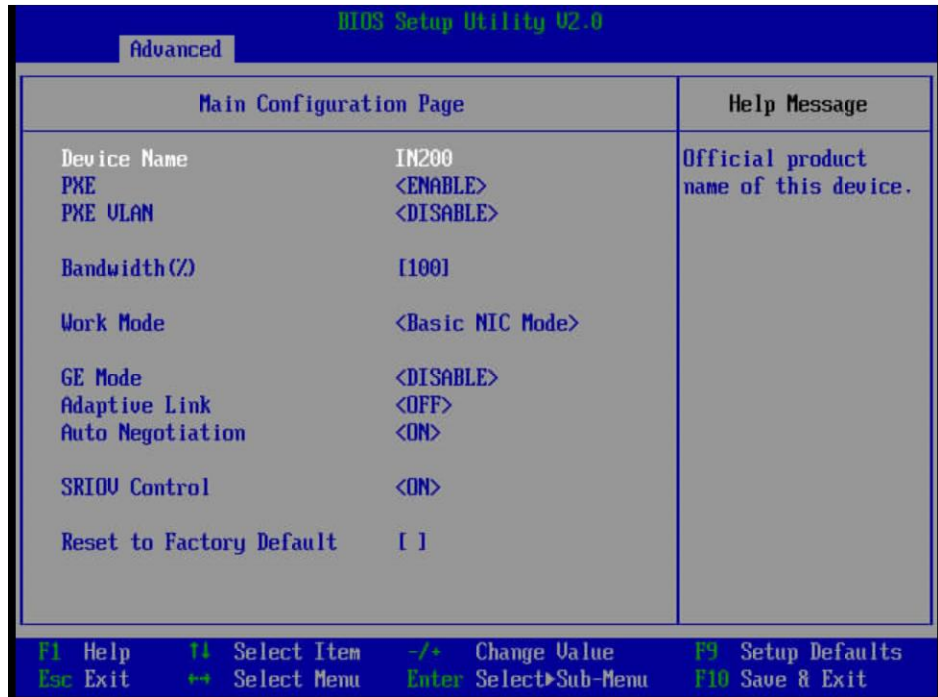 BIOS Setup Utility V2.0
Advanced
Main Configuration Page
Help Message
Device Name IN200
PXE <ENABLE>
PXE VLAN <DISABLE>
Bandwidth(%) [100]
Work Mode <Basic NIC Mode>
GE Mode <DISABLE>
Adaptive Link <OFF>
Auto Negotiation <ON>
SRIOV Control <ON>
Reset to Factory Default [ ]
Official product
name of this device.
F1 Help ↑↓ Select Item -/+ Change Value F9 Setup Defaults
Esc Exit ←→ Select Menu Enter Select▶Sub-Menu F10 Save & Exit